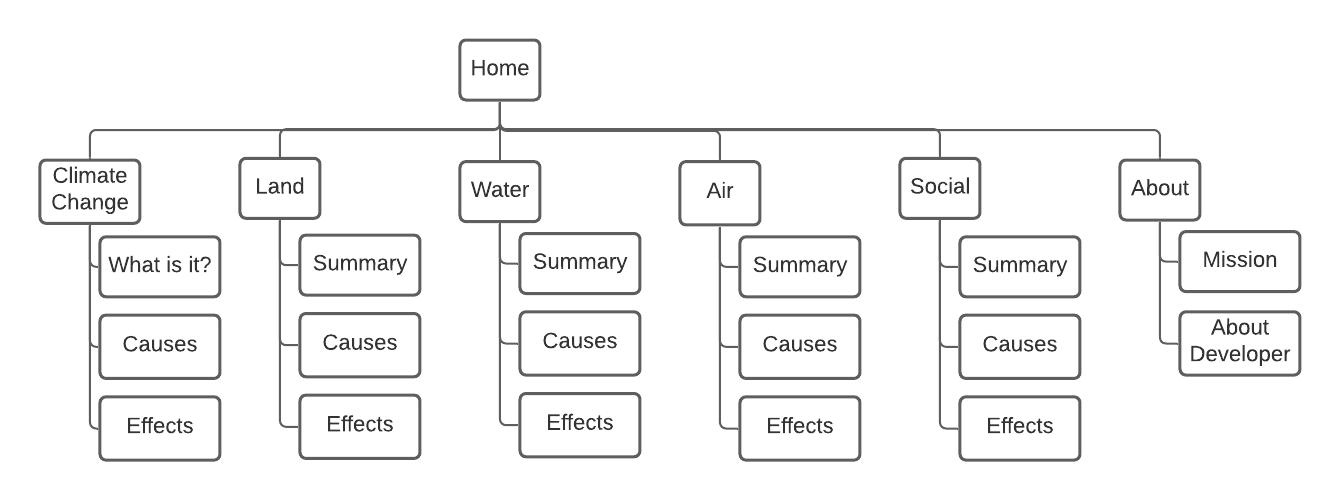 Home
Climate
Change
What is it?
Causes
Effects
Land
Summary
Causes
Effects
Water
Summary
Causes
Effects
Air
Summary
Causes
Effects
Social
Summary
Causes
Effects
About
Mission
About
Developer